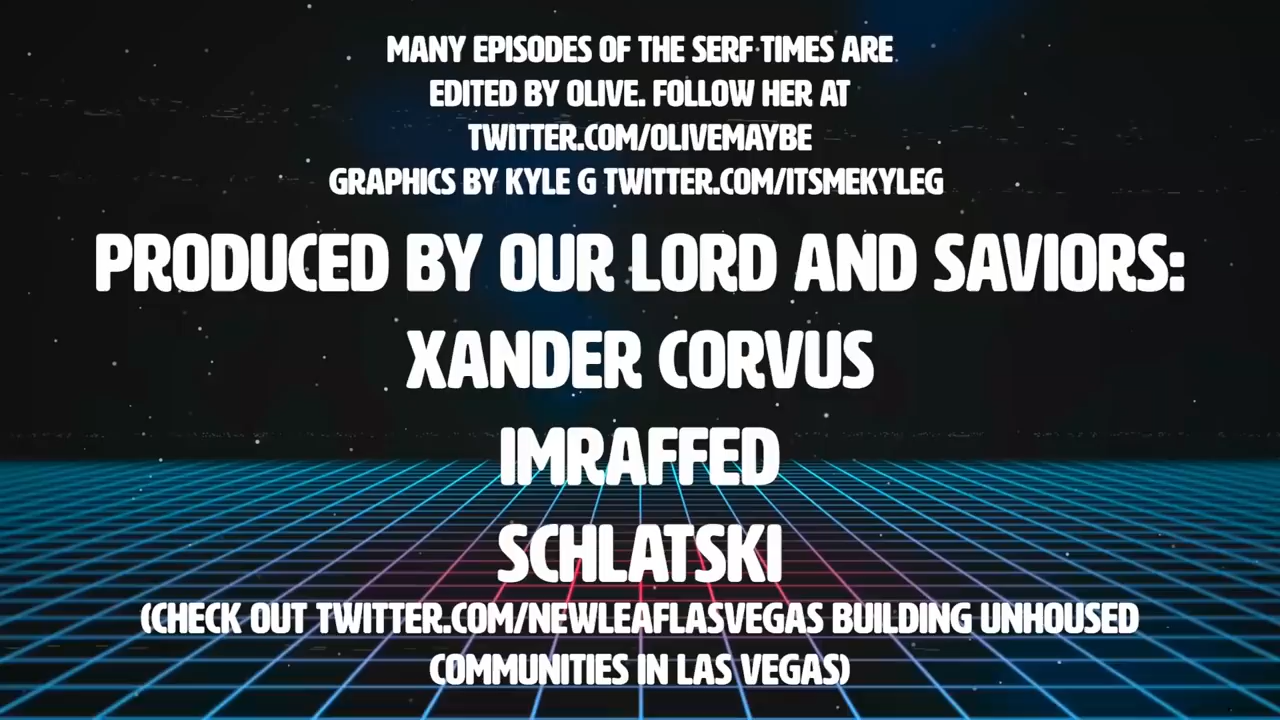 MANY EPISODES OF THE SERF TIMES ARE
EDITED BY OLIVE. FOLLOW HER AT
TWITTER.COM/OLIVEMAYBE
GRAPHICS BY KYLE G TWITTER.COM/ITSMEKYLEG
PRODUCED BY OUR LORD AND SAVIORS:
XANDER CORVUS
IMRAFFED
SCHLATSKI
(CHECK OUT TWITTER.COM/NEWLEAFLASVEGAS BUILDING UNHOUSED
COMMUNITIES IN LAS VEGAS)